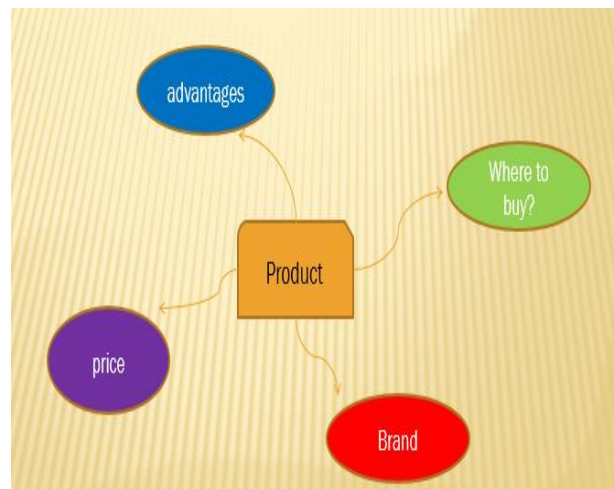 advantages
Where to
buy?
Product
price
Brand